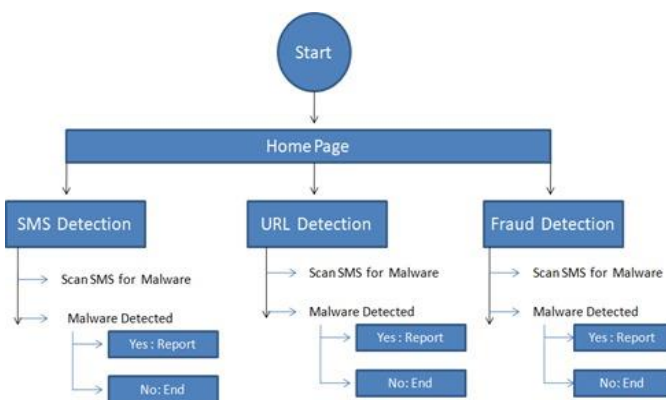 Start
Home Page
SMS Detection
URL Detection
Fraud Detection
Scan SMS for Malware
Scan SMS for Malware
Scan SMS for Malware
Malware Detected
Malware Detected
Malware Detected
Yes : Report
Yes : Report
Yes : Report
No: End
No: End
No: End